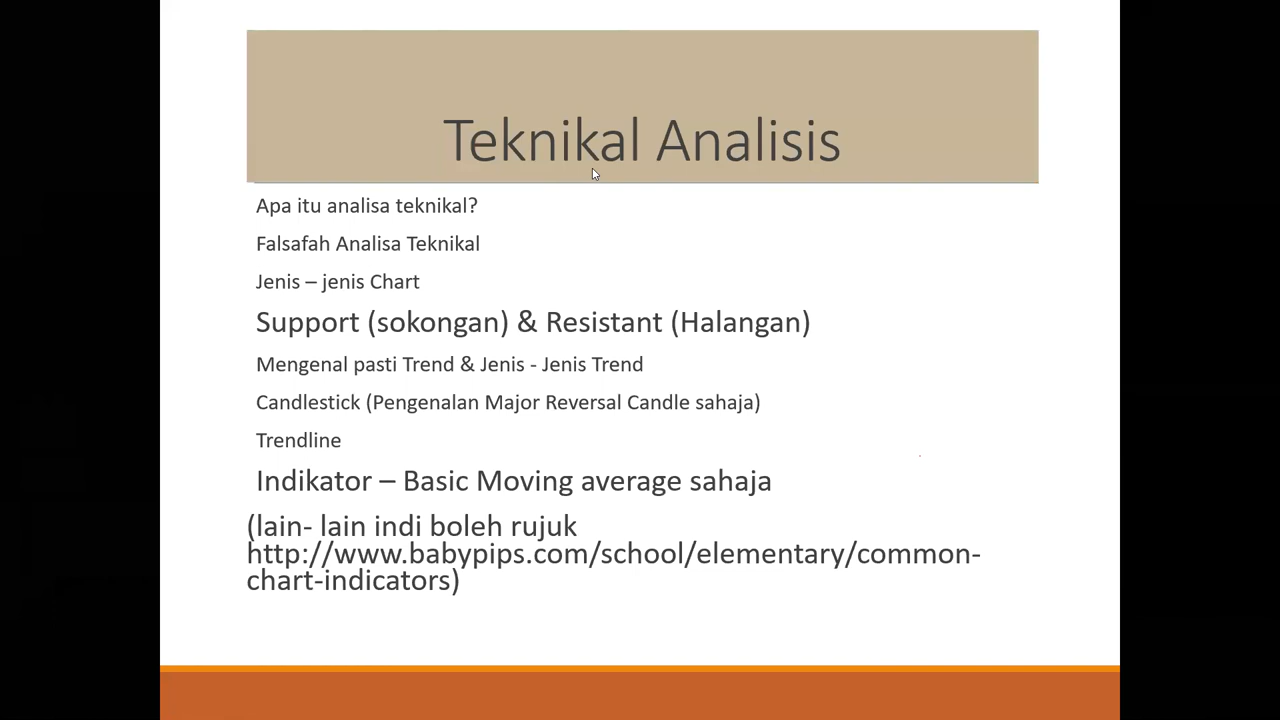 Teknikal Analisis
Apa itu analisa teknikal?
Falsafah Analisa Teknikal
Jenis – jenis Chart
Support (sokongan) & Resistant (Halangan)
Mengenal pasti Trend & Jenis - Jenis Trend
Candlestick (Pengenalan Major Reversal Candle sahaja)
Trendline
Indikator – Basic Moving average sahaja
(lain- lain indi boleh rujuk
http://www.babypips.com/school/elementary/common-
chart-indicators)